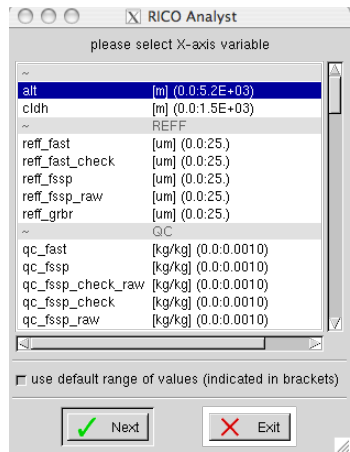 X RICO Analyst
please select X-axis variable
~
alt [m] (0.0:5.2E+03)
cldh [m] (0.0:1.5E+03)
~ REFF
reff_fast [um] (0.0:25.)
reff_fast_check [um] (0.0:25.)
reff_fssp [um] (0.0:25.)
reff_fssp_raw [um] (0.0:25.)
reff_grbr [um] (0.0:25.)
~ QC
qc_fast [kg/kg] (0.0:0.0010)
qc_fssp [kg/kg] (0.0:0.0010)
qc_fssp_check_raw [kg/kg] (0.0:0.0010)
qc_fssp_check [kg/kg] (0.0:0.0010)
qc_fssp_raw [kg/kg] (0.0:0.0010)
use default range of values (indicated in brackets)
Next Exit